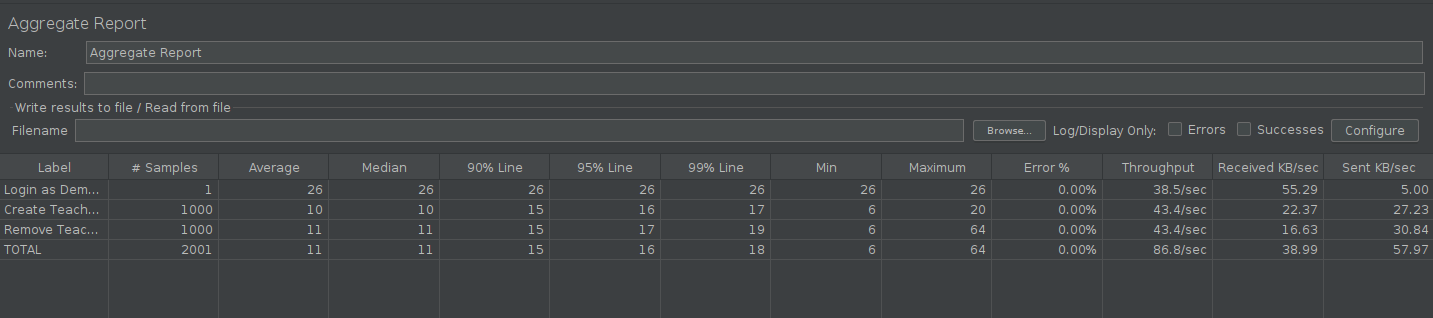 Aggregate Report
Name: Aggregate Report
Comments:
Write results to file / Read from file
Filename Browse... Log/Display Only: Errors Successes Configure
Label # Samples Average Median 90% Line 95% Line 99% Line Min Maximum Error % Throughput Received KB/sec Sent KB/sec
Login as Dem... 1 26 26 26 26 26 26 26 0.00% 38.5/sec 55.29 5.00
Create Teach... 1000 10 10 15 16 17 6 20 0.00% 43.4/sec 22.37 27.23
Remove Teac... 1000 11 11 15 17 19 6 64 0.00% 43.4/sec 16.63 30.84
TOTAL 2001 11 11 15 16 18 6 64 0.00% 86.8/sec 38.99 57.97